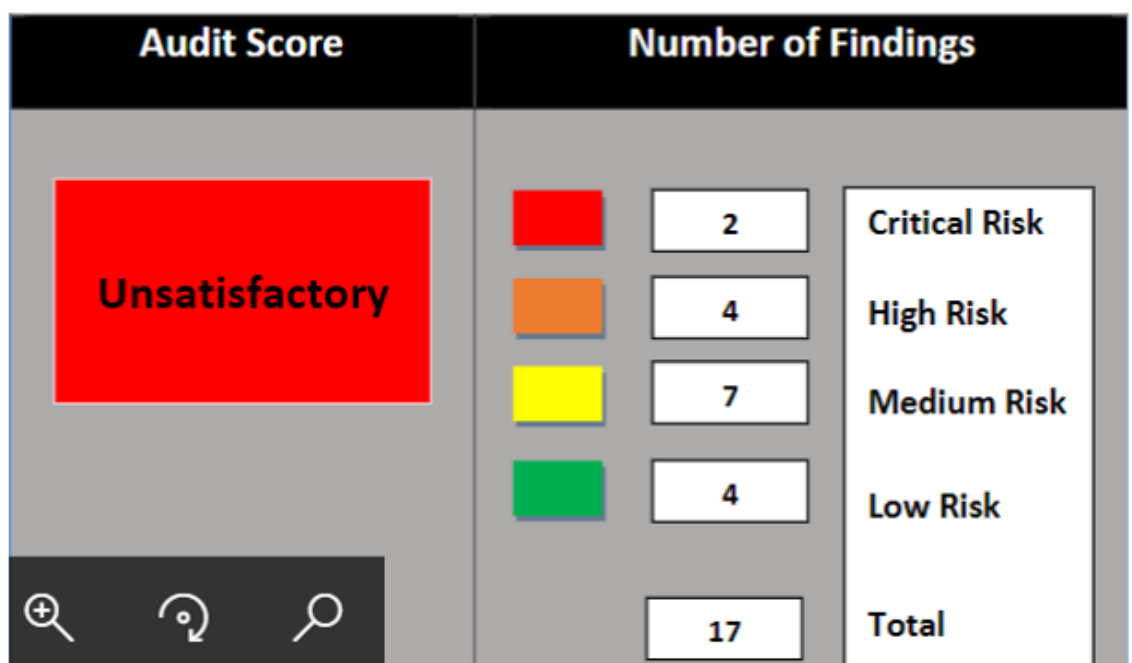 Audit Score
Number of Findings
Unsatisfactory
2 Critical Risk
4 High Risk
7 Medium Risk
4 Low Risk
17 Total